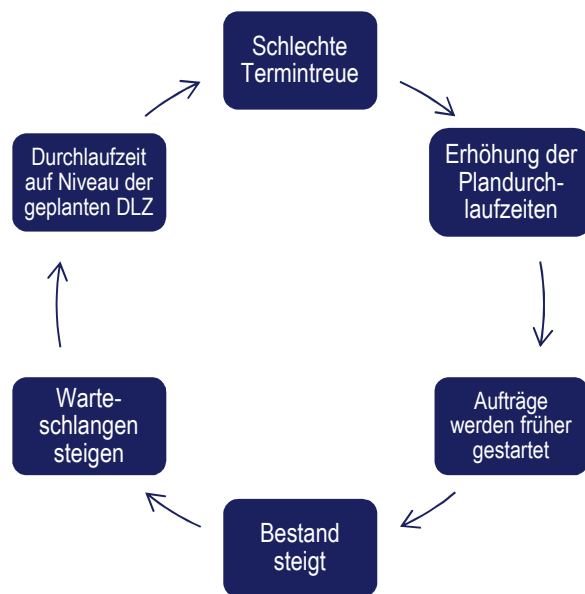 Schlechte
Termintreue
Erhöhung der
Plandurch-
laufzeiten
Aufträge
werden früher
gestartet
Bestand
steigt
Warte-
schlangen
steigen
Durchlaufzeit
auf Niveau der
geplanten DLZ